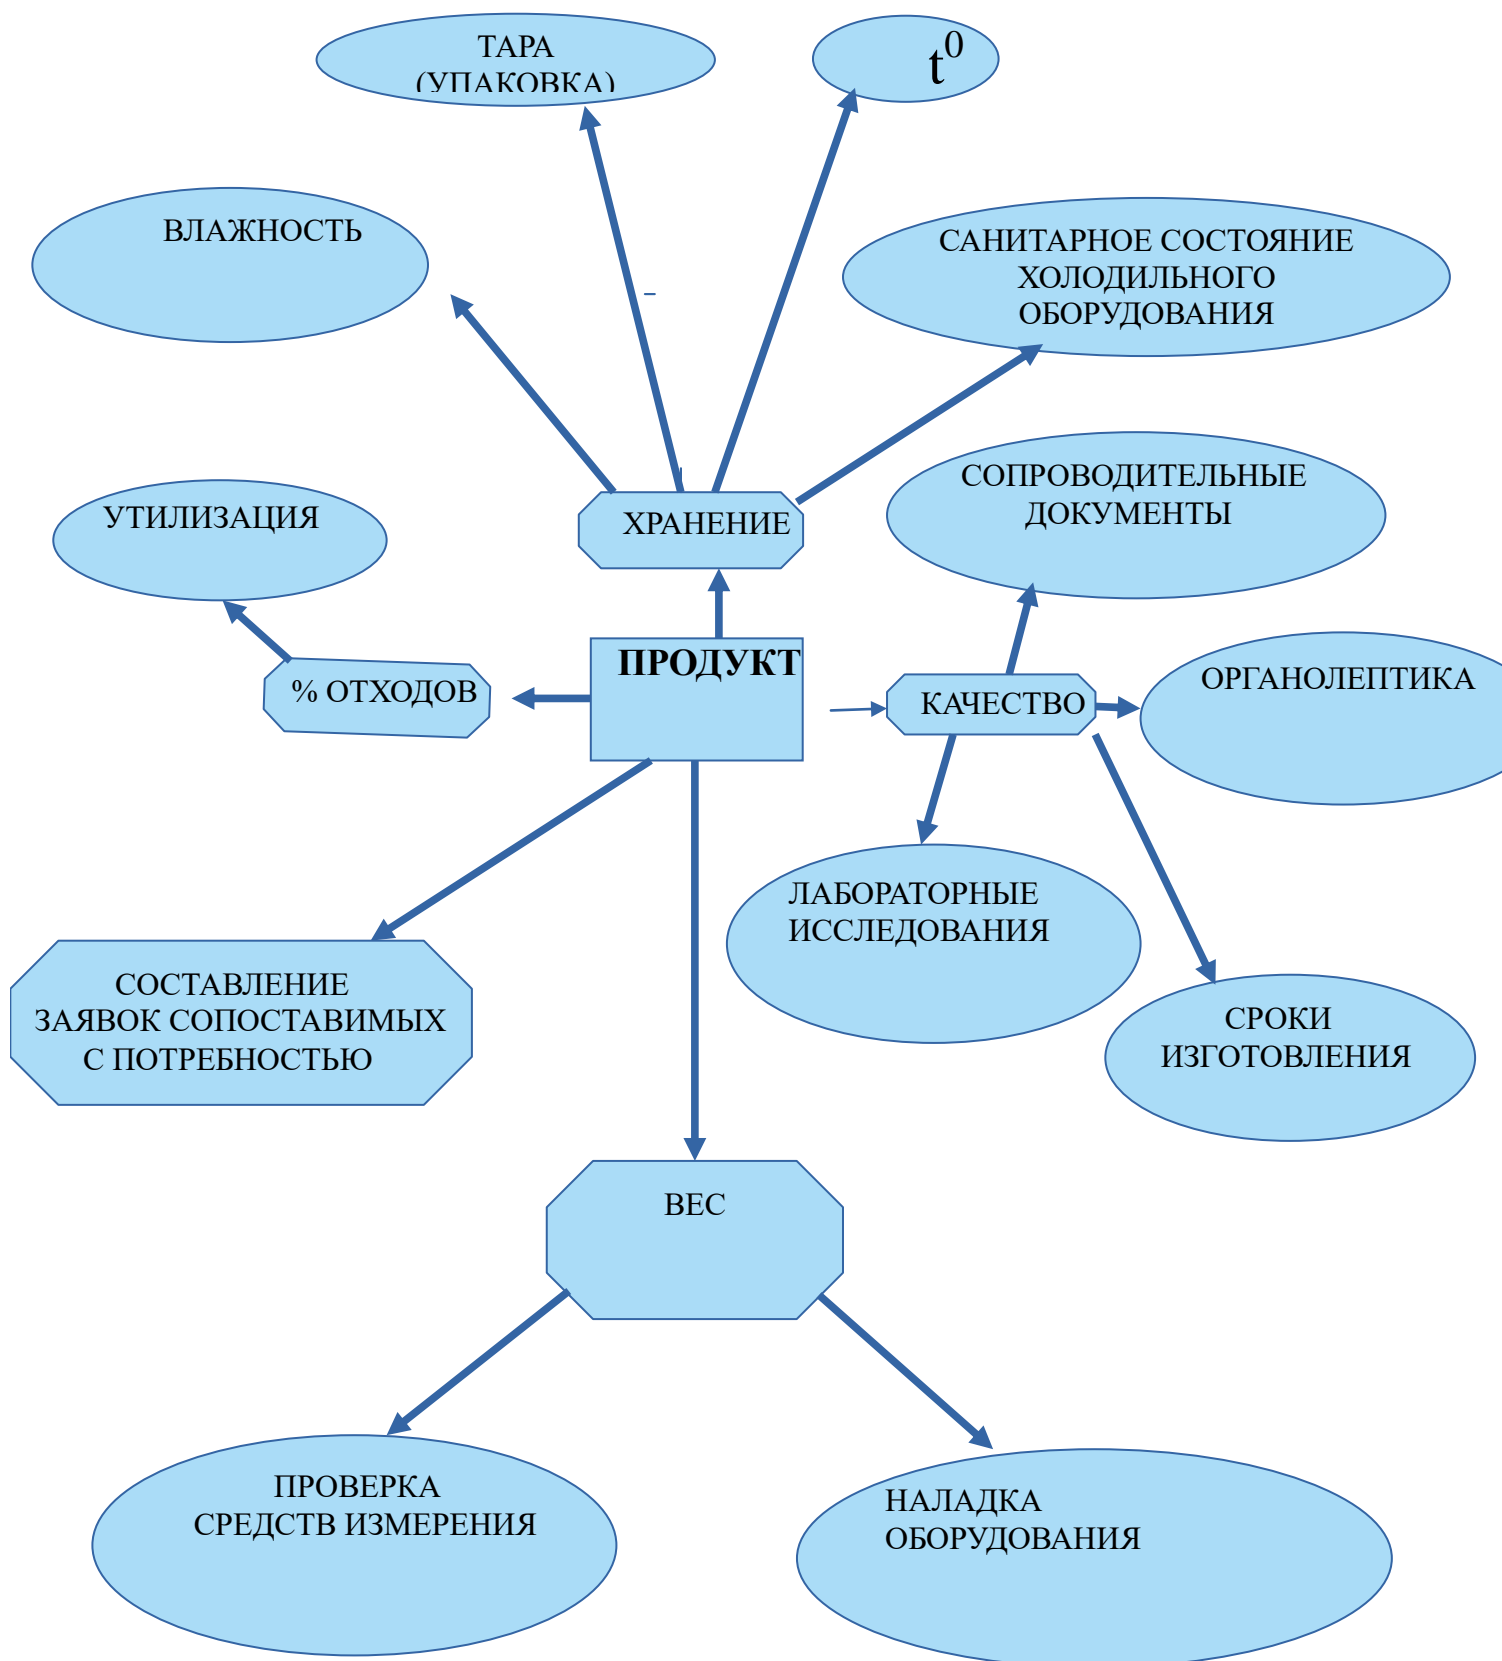 ТАРА
(УПАКОВКА)
t⁰
ВЛАЖНОСТЬ
САНИТАРНОЕ СОСТОЯНИЕ
ХОЛОДИЛЬНОГО
ОБОРУДОВАНИЯ
СОПРОВОДИТЕЛЬНЫЕ
ДОКУМЕНТЫ
УТИЛИЗАЦИЯ
ХРАНЕНИЕ
ПРОДУКТ
% ОТХОДОВ
КАЧЕСТВО
ОРГАНОЛЕПТИКА
ЛАБОРАТОРНЫЕ
ИССЛЕДОВАНИЯ
СОСТАВЛЕНИЕ
ЗАЯВОК СОПОСТАВИМЫХ
С ПОТРЕБНОСТЬЮ
СРОКИ
ИЗГОТОВЛЕНИЯ
ВЕС
ПРОВЕРКА
СРЕДСТВ ИЗМЕРЕНИЯ
НАЛАДКА
ОБОРУДОВАНИЯ